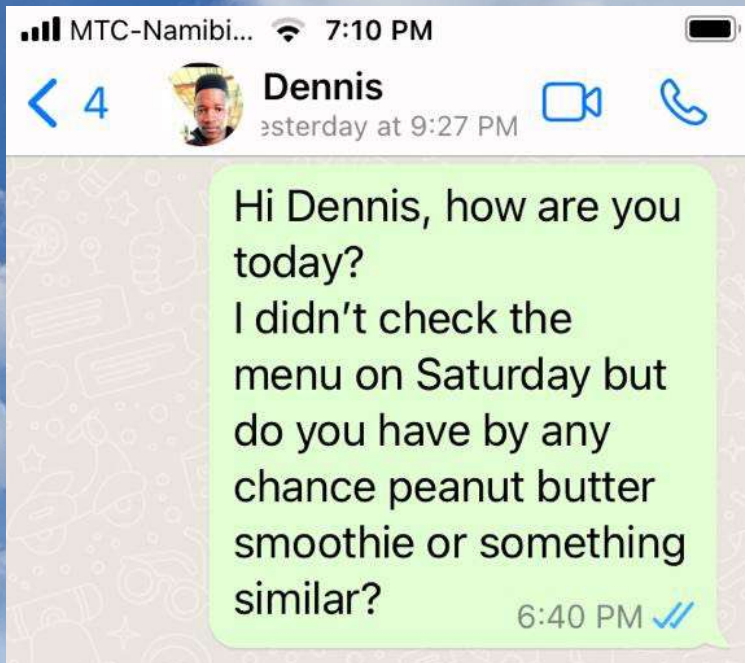 MTC-Namibi... 7:10 PM
4 Dennis
esterday at 9:27 PM
Hi Dennis, how are you
today?
I didn't check the
menu on Saturday but
do you have by any
chance peanut butter
smoothie or something
similar?
6:40 PM